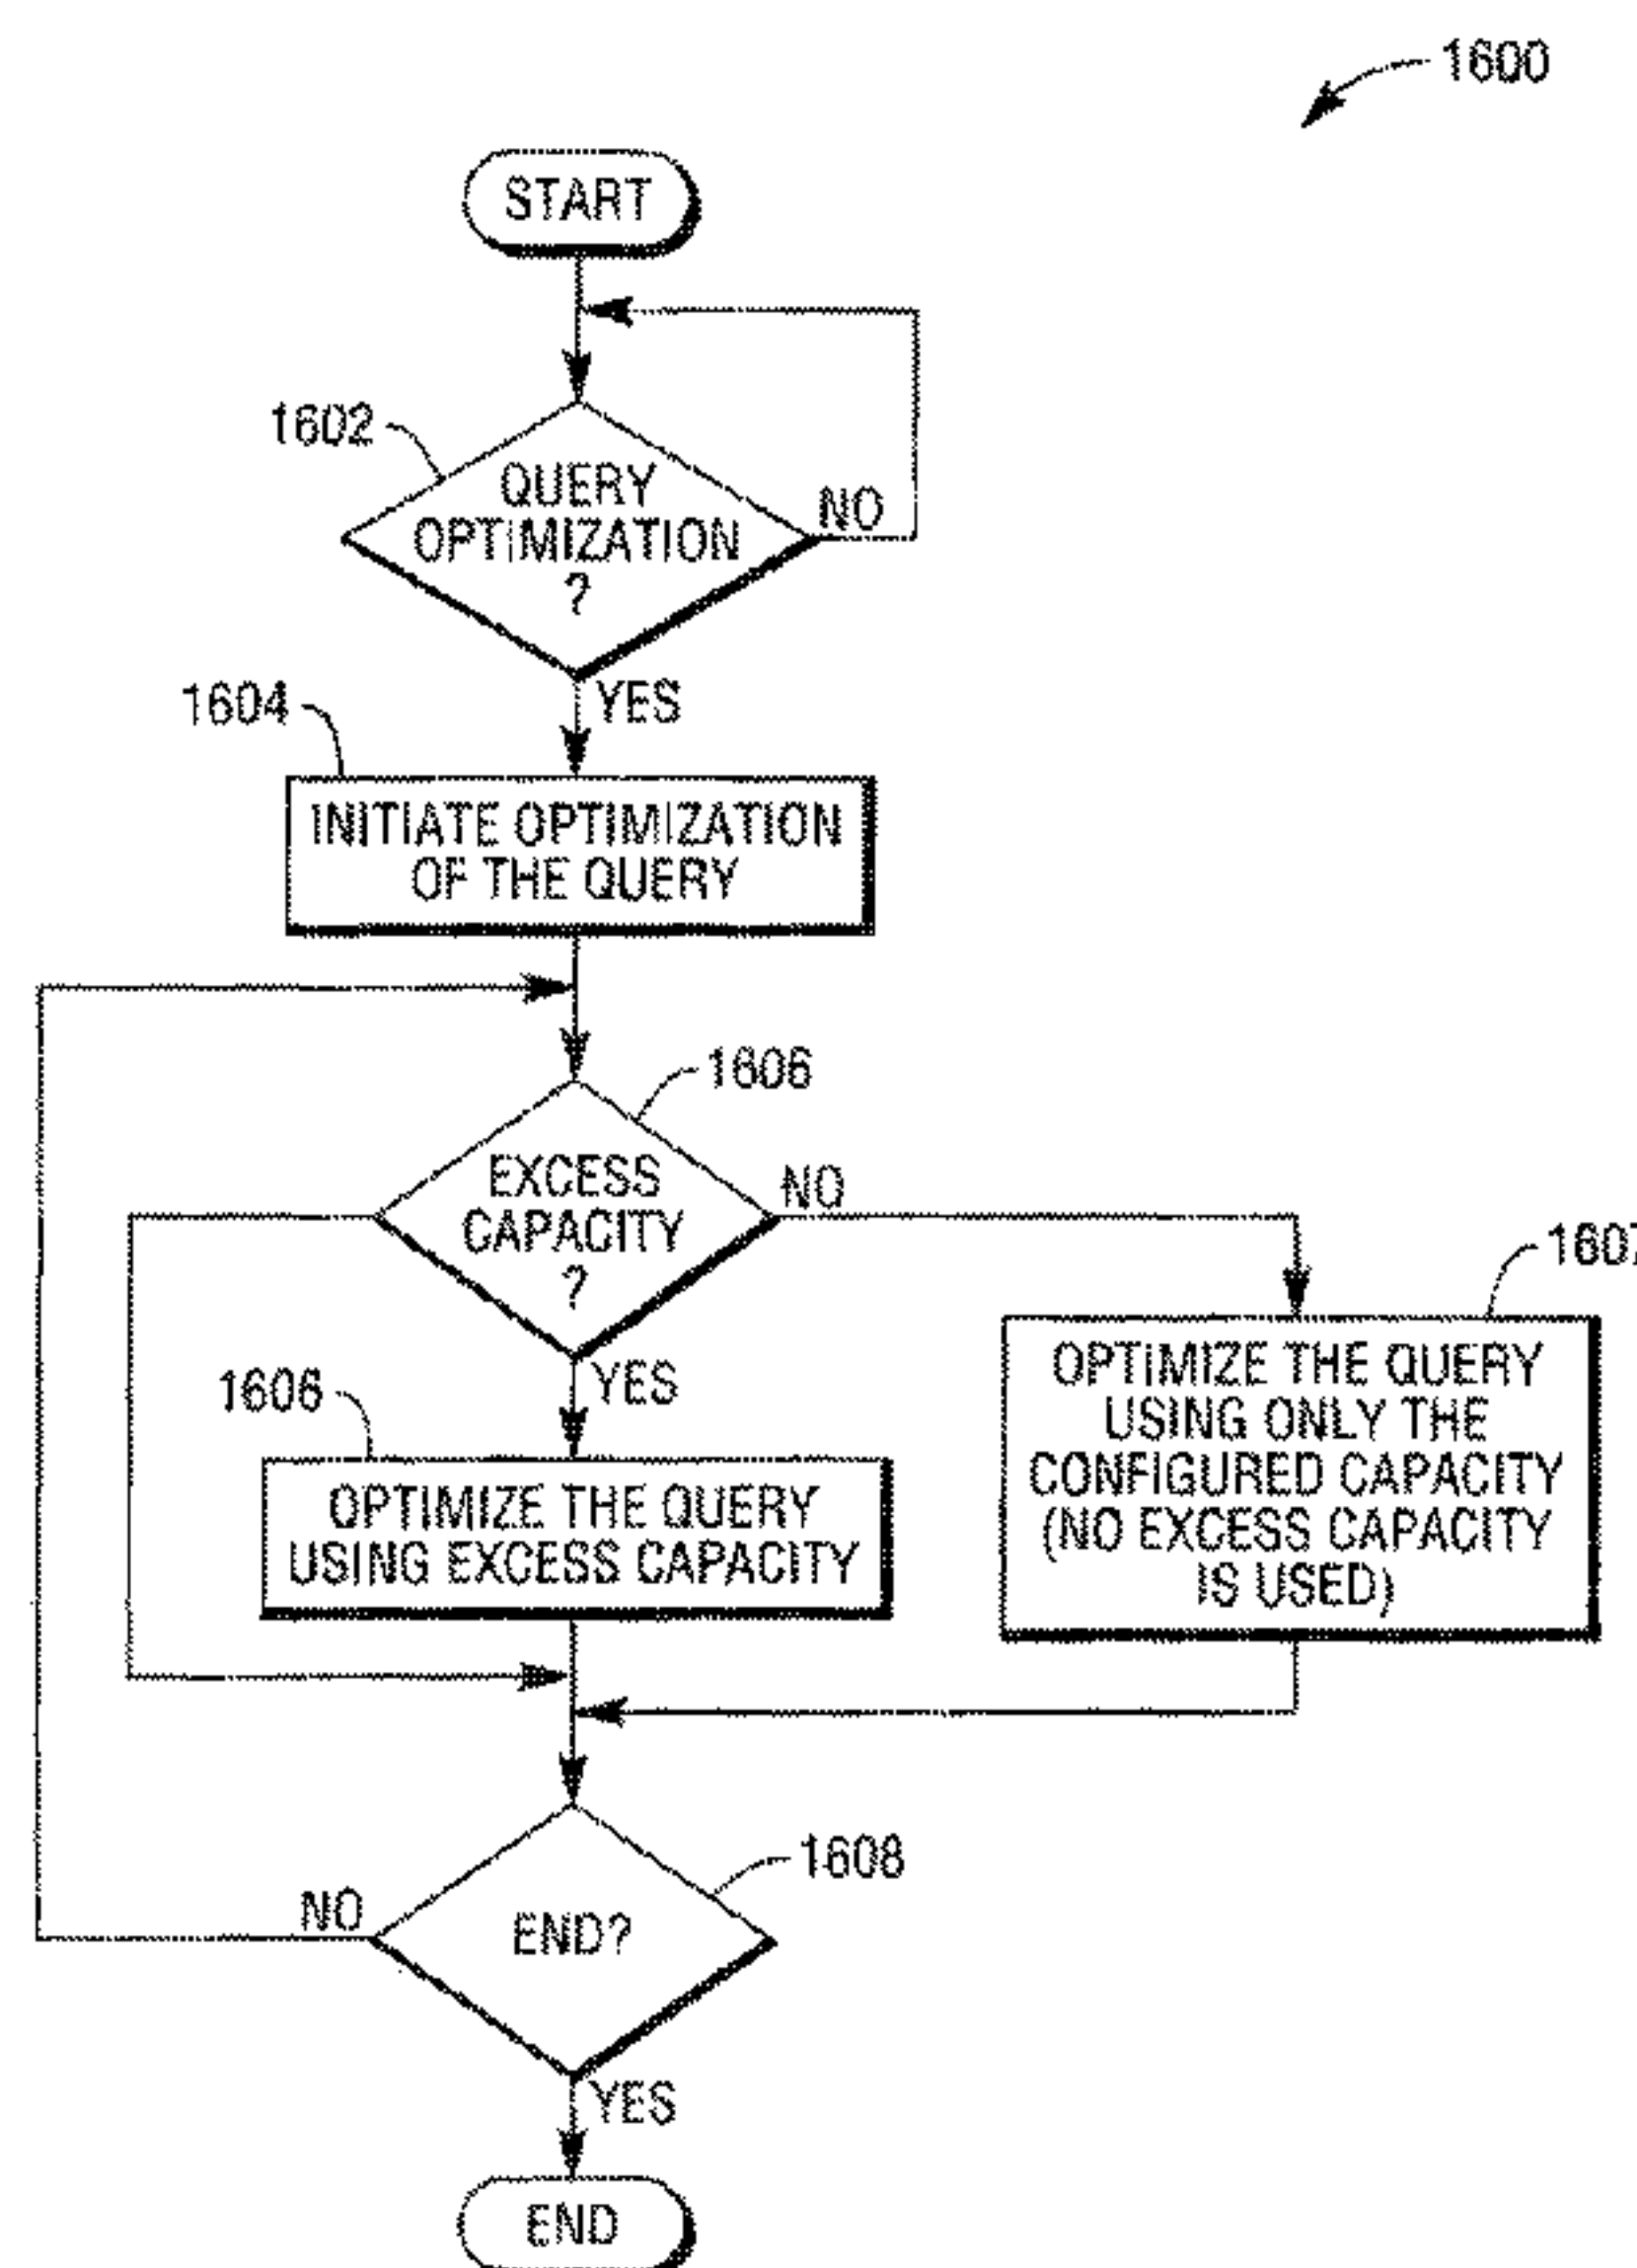 1600
START
1602
QUERY
OPTIMIZATION
?
NO
YES
1604
INITIATE OPTIMIZATION
OF THE QUERY
1606
EXCESS
CAPACITY
?
NO
YES
1607
OPTIMIZE THE QUERY
USING ONLY THE
CONFIGURED CAPACITY
(NO EXCESS CAPACITY
IS USED)
1606
OPTIMIZE THE QUERY
USING EXCESS CAPACITY
1608
END?
NO
YES
END